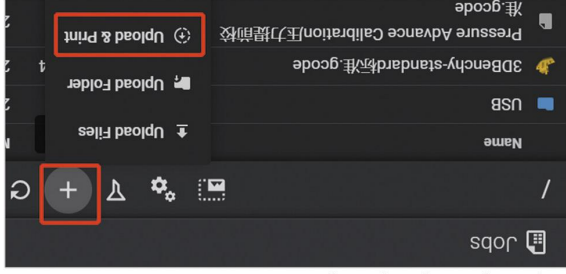 Jobs
/
Name
Upload Files
USB
Upload Folder
3DBenchy-standard标准.gcode
Pressure Advance Calibration压力提前校
准.gcode
Upload & Print